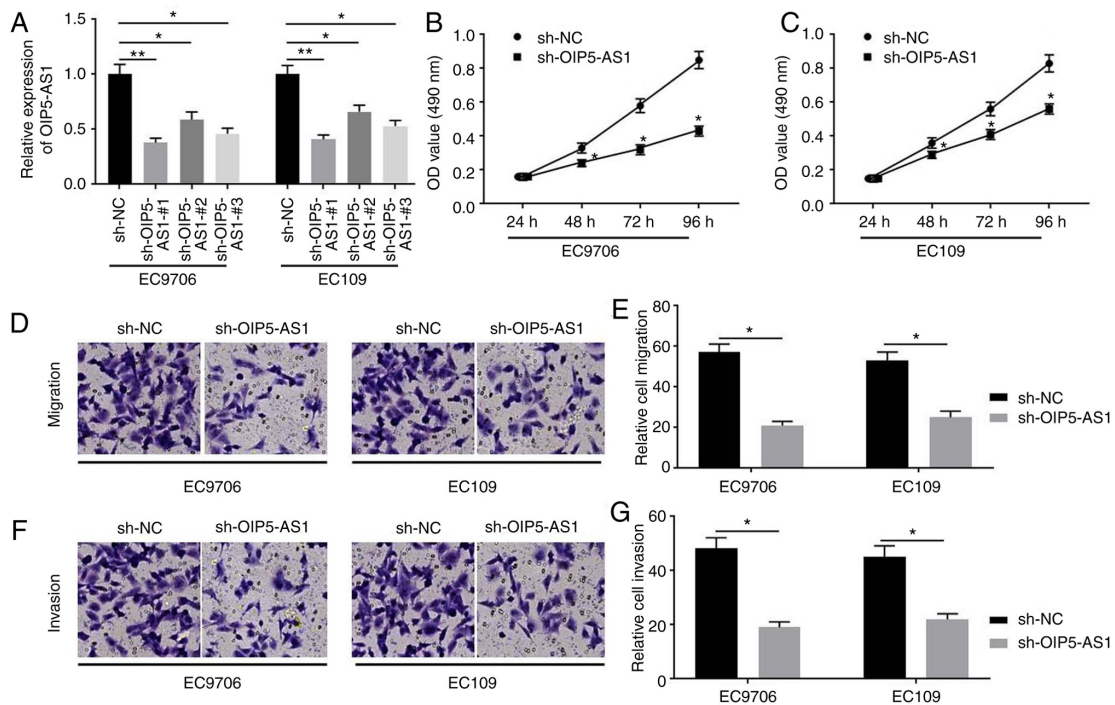 A
Relative expression
of OIP5-AS1
1.5
1.0
0.5
0.0
*
*
**
*
*
**
sh-NC
sh-OIP5-
AS1-#1
sh-OIP5-
AS1-#2
sh-OIP5-
AS1-#3
sh-NC
sh-OIP5-
AS1-#1
sh-OIP5-
AS1-#2
sh-OIP5-
AS1-#3
EC9706
EC109
B
OD value (490 nm)
1.0
0.8
0.6
0.4
0.2
0.0
sh-NC
sh-OIP5-AS1
*
*
*
24 h
48 h
72 h
96 h
EC9706
C
OD value (490 nm)
1.0
0.8
0.6
0.4
0.2
0.0
sh-NC
sh-OIP5-AS1
*
*
*
24 h
48 h
72 h
96 h
EC109
D
Migration
sh-NC
sh-OIP5-AS1
sh-NC
sh-OIP5-AS1
EC9706
EC109
E
Relative cell migration
80
60
40
20
0
*
*
EC9706
EC109
sh-NC
sh-OIP5-AS1
F
Invasion
sh-NC
sh-OIP5-AS1
sh-NC
sh-OIP5-AS1
EC9706
EC109
G
Relative cell invasion
60
40
20
0
*
*
EC9706
EC109
sh-NC
sh-OIP5-AS1